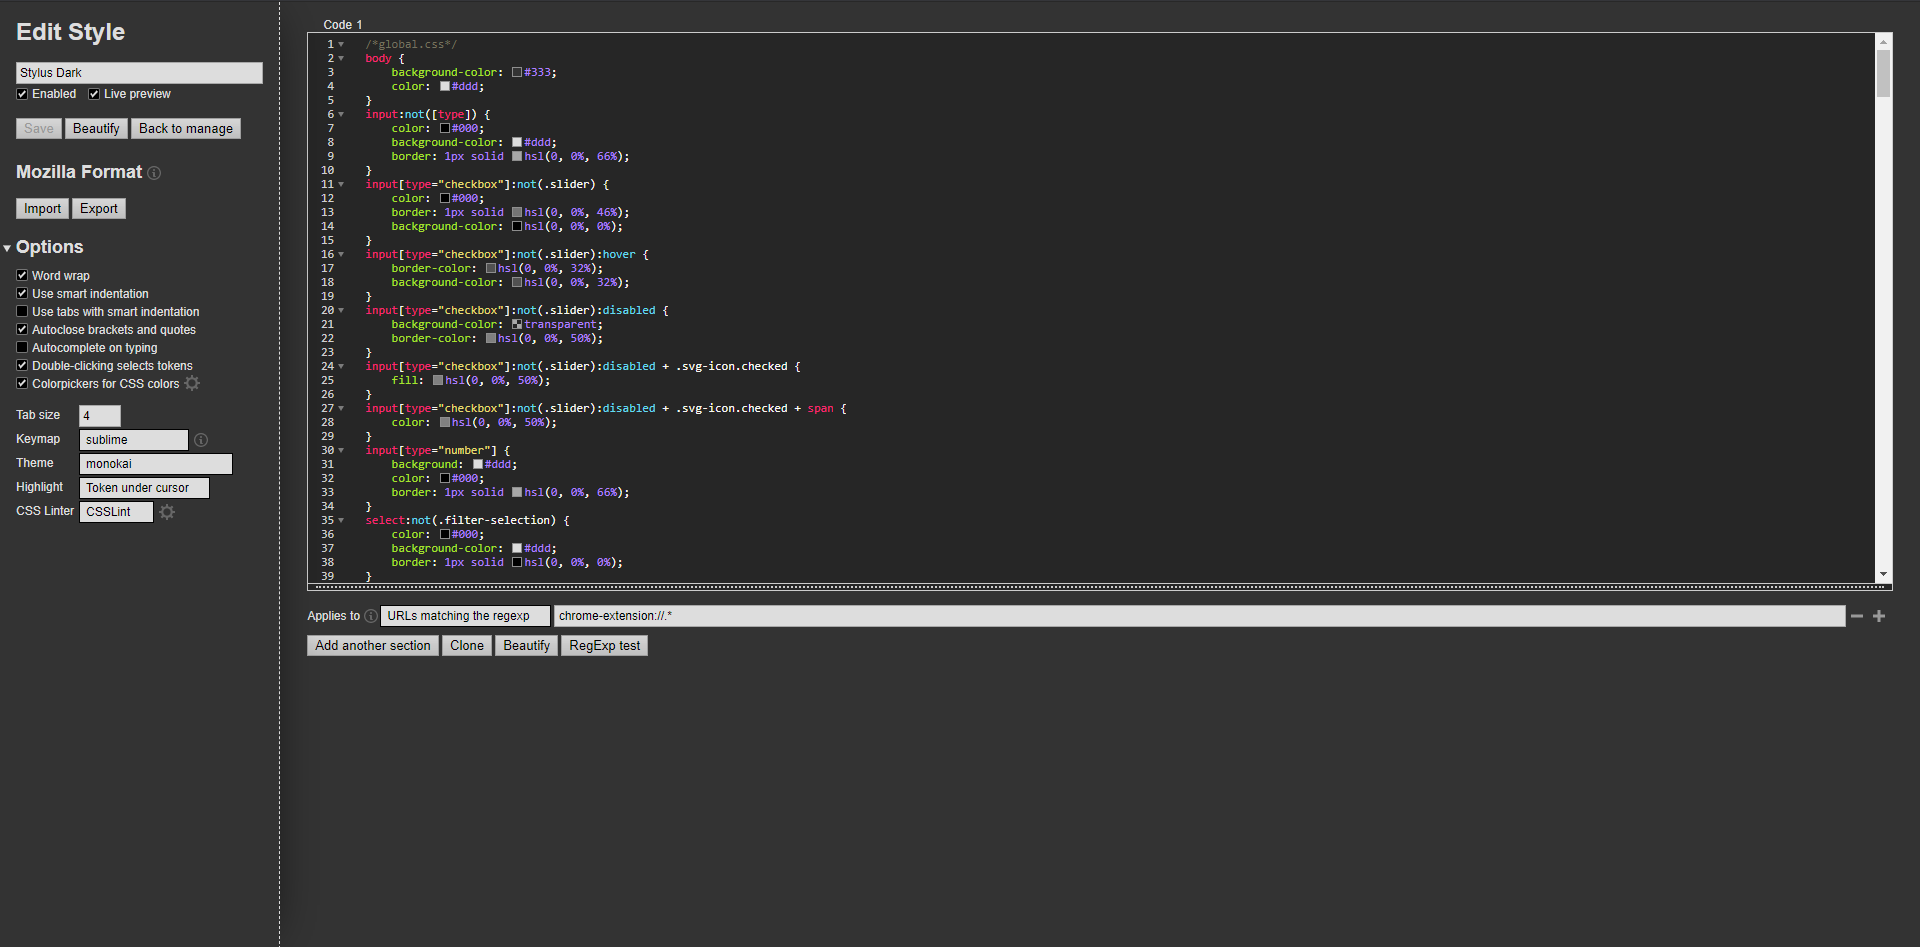 Edit Style
Stylus Dark
Enabled Live preview
Save Beautify Back to manage
Mozilla Format
Import Export
Options
Word wrap
Use smart indentation
Use tabs with smart indentation
Autoclose brackets and quotes
Autocomplete on typing
Double-clicking selects tokens
Colorpickers for CSS colors
Tab size 4
Keymap sublime
Theme monokai
Highlight Token under cursor
CSS Linter CSSLint
Code 1
1 /*global.css*/
2 body {
3 background-color: #333;
4 color: #ddd;
5 }
6 input:not([type]) {
7 color: #000;
8 background-color: #ddd;
9 border: 1px solid hsl(0, 0%, 66%);
10 }
11 input[type="checkbox"]:not(.slider) {
12 color: #000;
13 border: 1px solid hsl(0, 0%, 46%);
14 background-color: hsl(0, 0%, 0%);
15 }
16 input[type="checkbox"]:not(.slider):hover {
17 border-color: hsl(0, 0%, 32%);
18 background-color: hsl(0, 0%, 32%);
19 }
20 input[type="checkbox"]:not(.slider):disabled {
21 background-color: transparent;
22 border-color: hsl(0, 0%, 50%);
23 }
24 input[type="checkbox"]:not(.slider):disabled + .svg-icon.checked {
25 fill: hsl(0, 0%, 50%);
26 }
27 input[type="checkbox"]:not(.slider):disabled + .svg-icon.checked + span {
28 color: hsl(0, 0%, 50%);
29 }
30 input[type="number"] {
31 background: #ddd;
32 color: #000;
33 border: 1px solid hsl(0, 0%, 66%);
34 }
35 select:not(.filter-selection) {
36 color: #000;
37 background-color: #ddd;
38 border: 1px solid hsl(0, 0%, 0%);
39 }
Applies to URLs matching the regexp chrome-extension://.*
Add another section Clone Beautify RegExp test